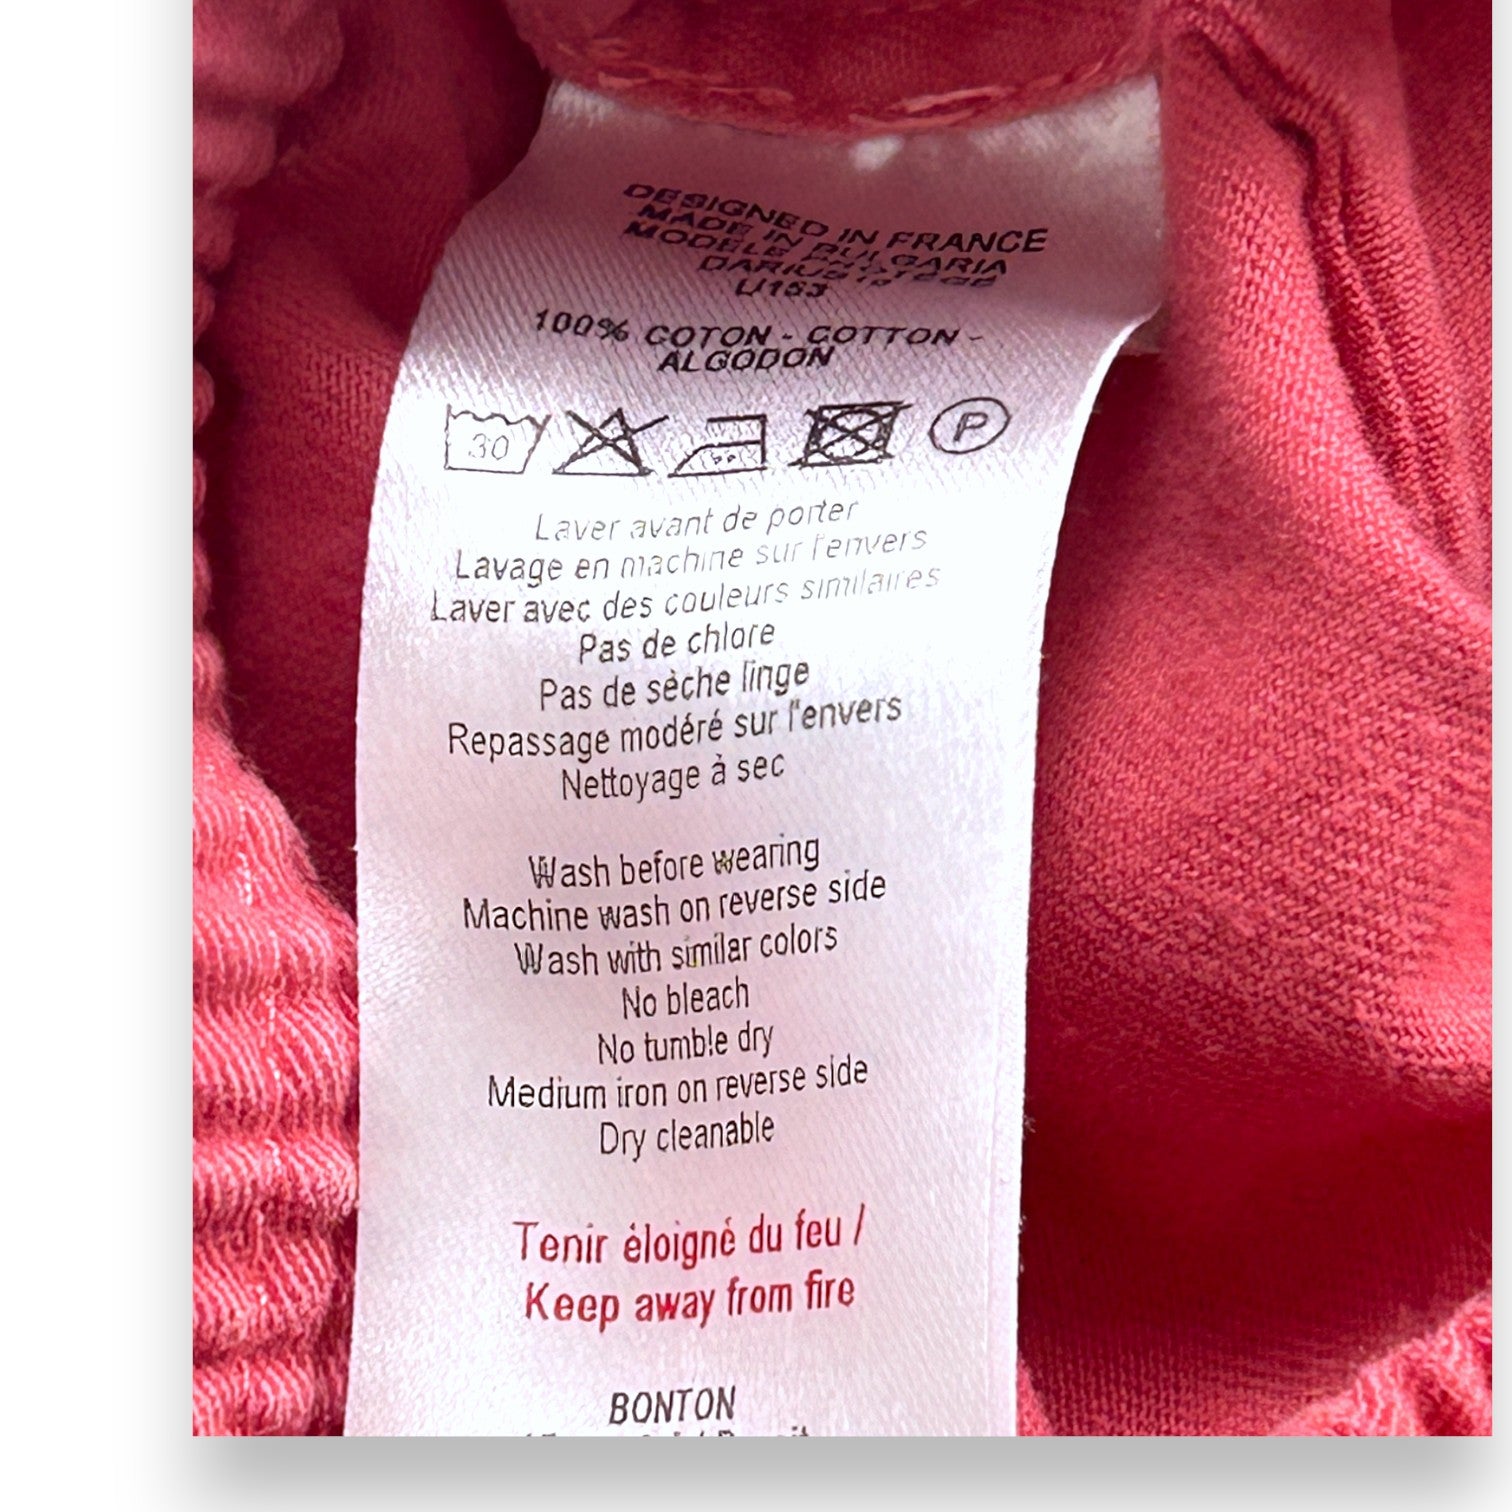 DESIGNED IN FRANCE
MADE IN BULGARIA
MODELE
DARIUS
U153
100% COTON - COTTON -
ALGODON
30
P
Laver avant de porter
Lavage en machine sur l'envers
Laver avec des couleurs similaires
Pas de chlore
Pas de sèche linge
Repassage modéré sur l'envers
Nettoyage à sec
Wash before wearing
Machine wash on reverse side
Wash with similar colors
No bleach
No tumble dry
Medium iron on reverse side
Dry cleanable
Tenir éloigné du feu /
Keep away from fire
BONTON